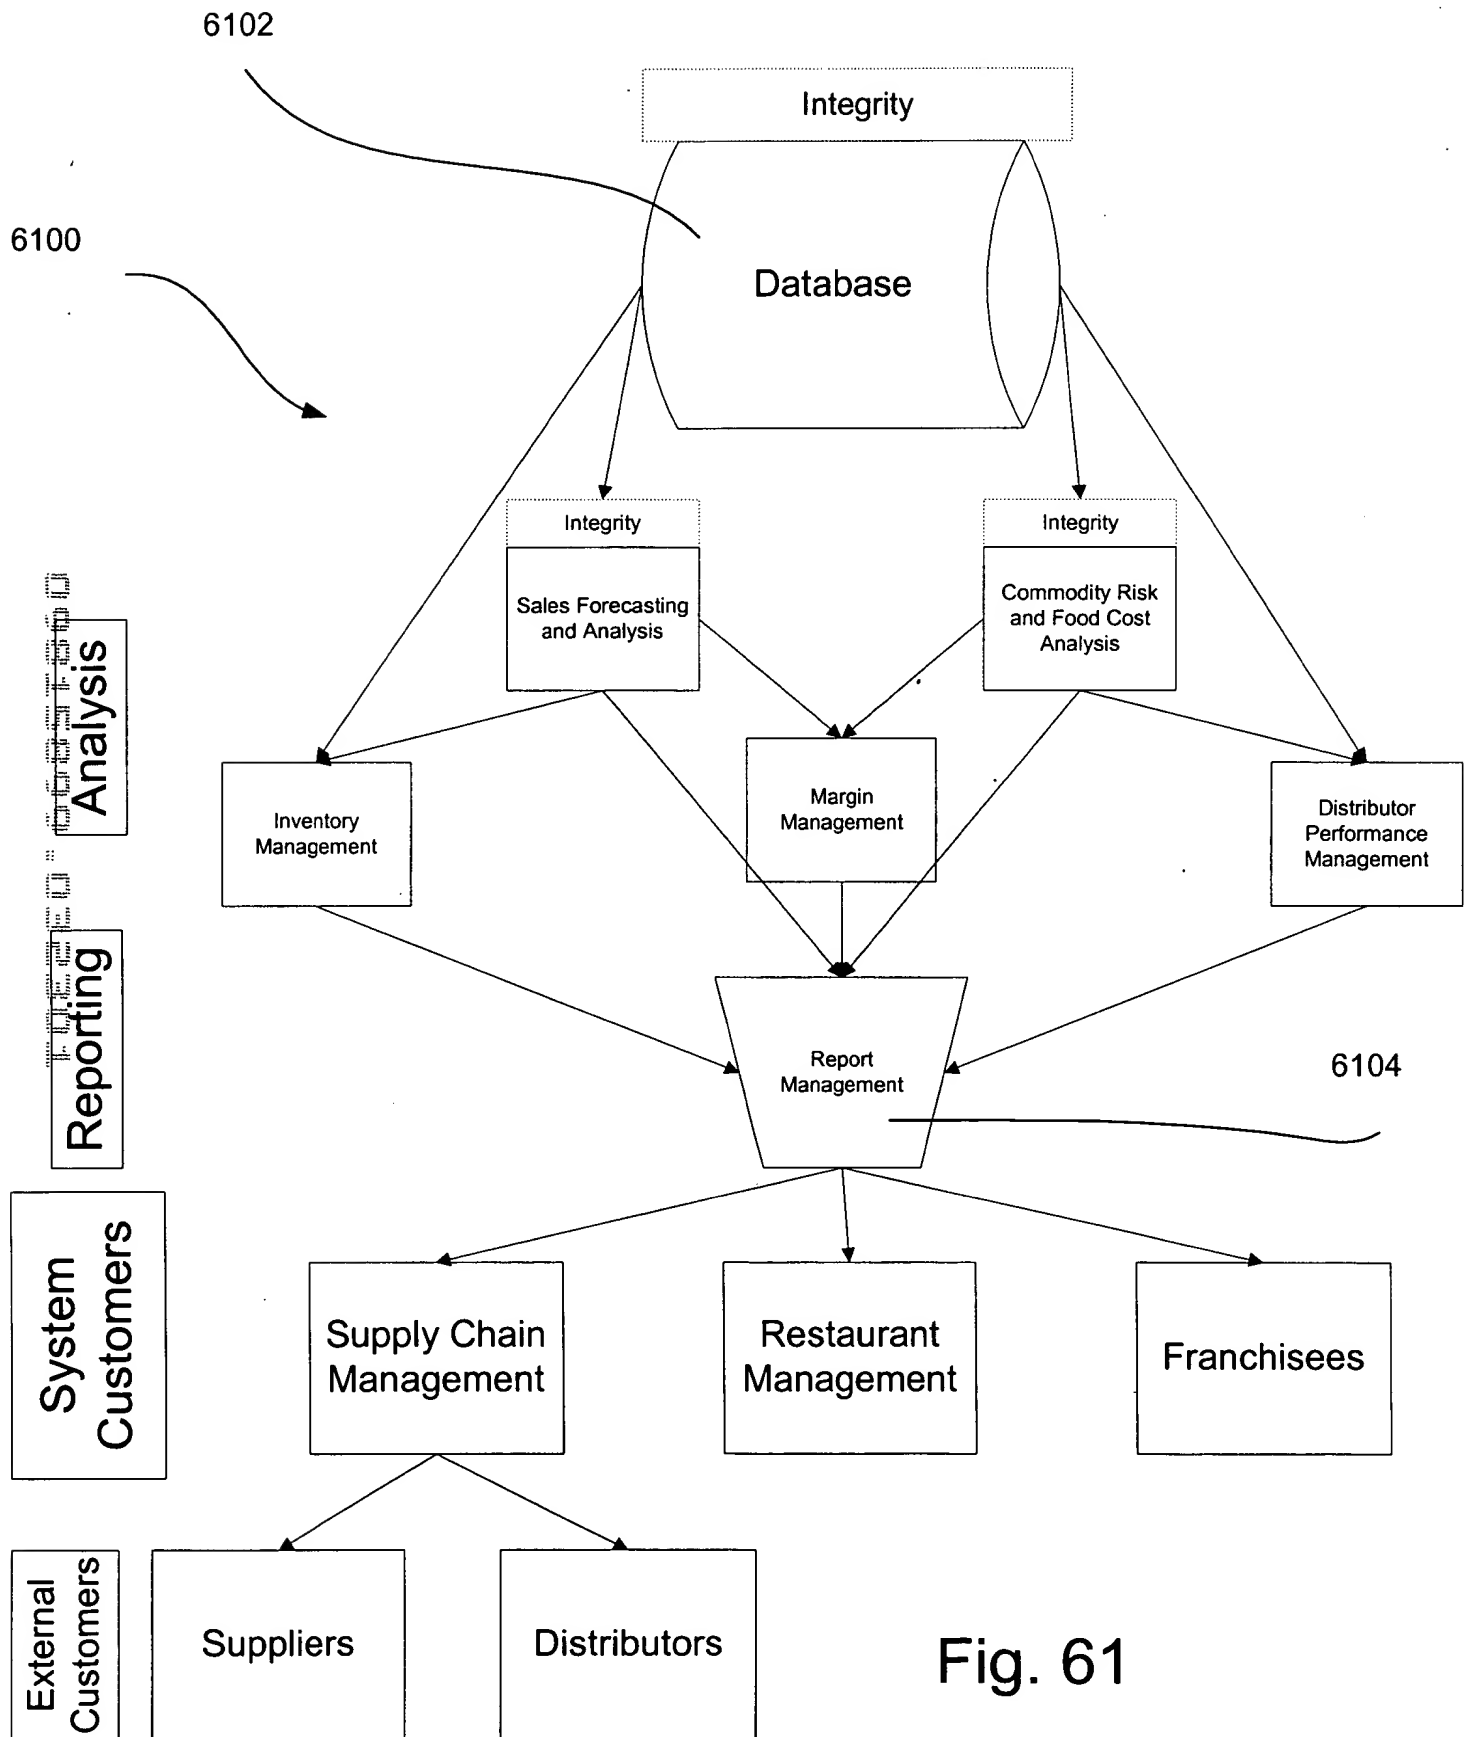 6102
Integrity
6100
Database
Integrity
Integrity
Sales Forecasting
and Analysis
Commodity Risk
and Food Cost
Analysis
Analysis
Inventory
Management
Margin
Management
Distributor
Performance
Management
Reporting
Report
Management
6104
System
Customers
Supply Chain
Management
Restaurant
Management
Franchisees
External
Customers
Suppliers
Distributors
Fig. 61